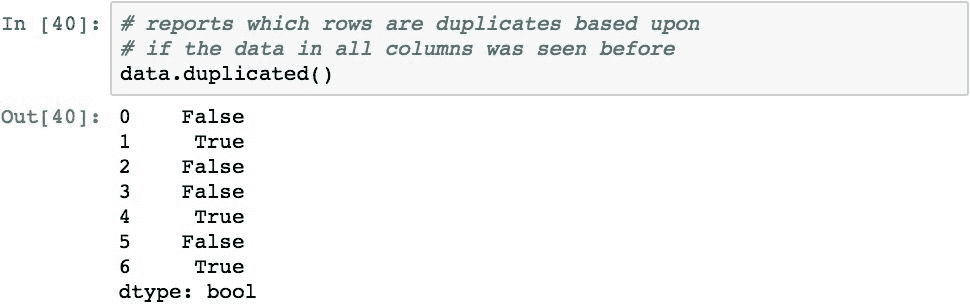 In [40]: # reports which rows are duplicates based upon
# if the data in all columns was seen before
data.duplicated()
Out[40]: 0 False
1 True
2 False
3 False
4 True
5 False
6 True
dtype: bool